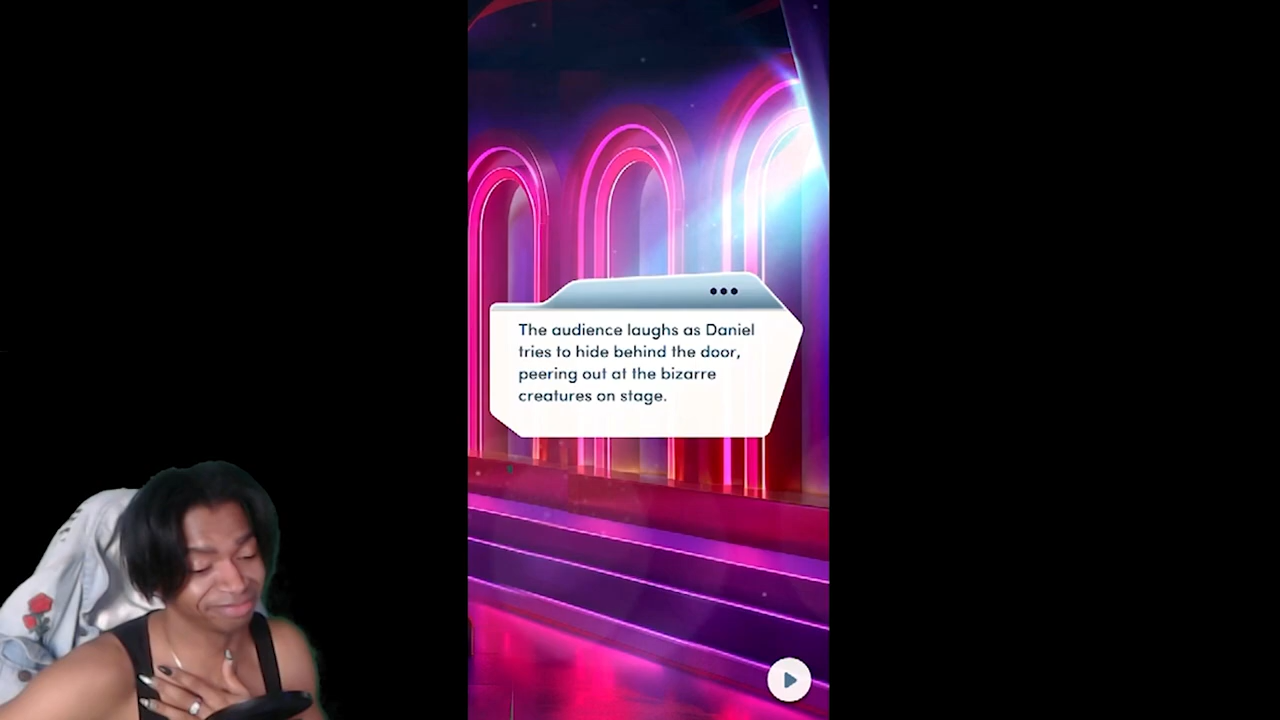 The audience laughs as Daniel
tries to hide behind the door,
peering out at the bizarre
creatures on stage.